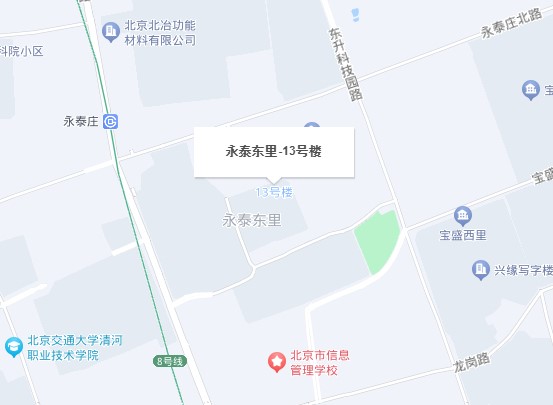 北京北冶功能
材料有限公司
科院小区
永泰庄
东升科技园路
永泰庄北路
永泰东里-13号楼
13号楼
永泰东里
宝盛西里
兴缘写字楼
北京交通大学清河
职业技术学院
8号线
北京市信息
管理学校
龙岗路
宝
宝盛